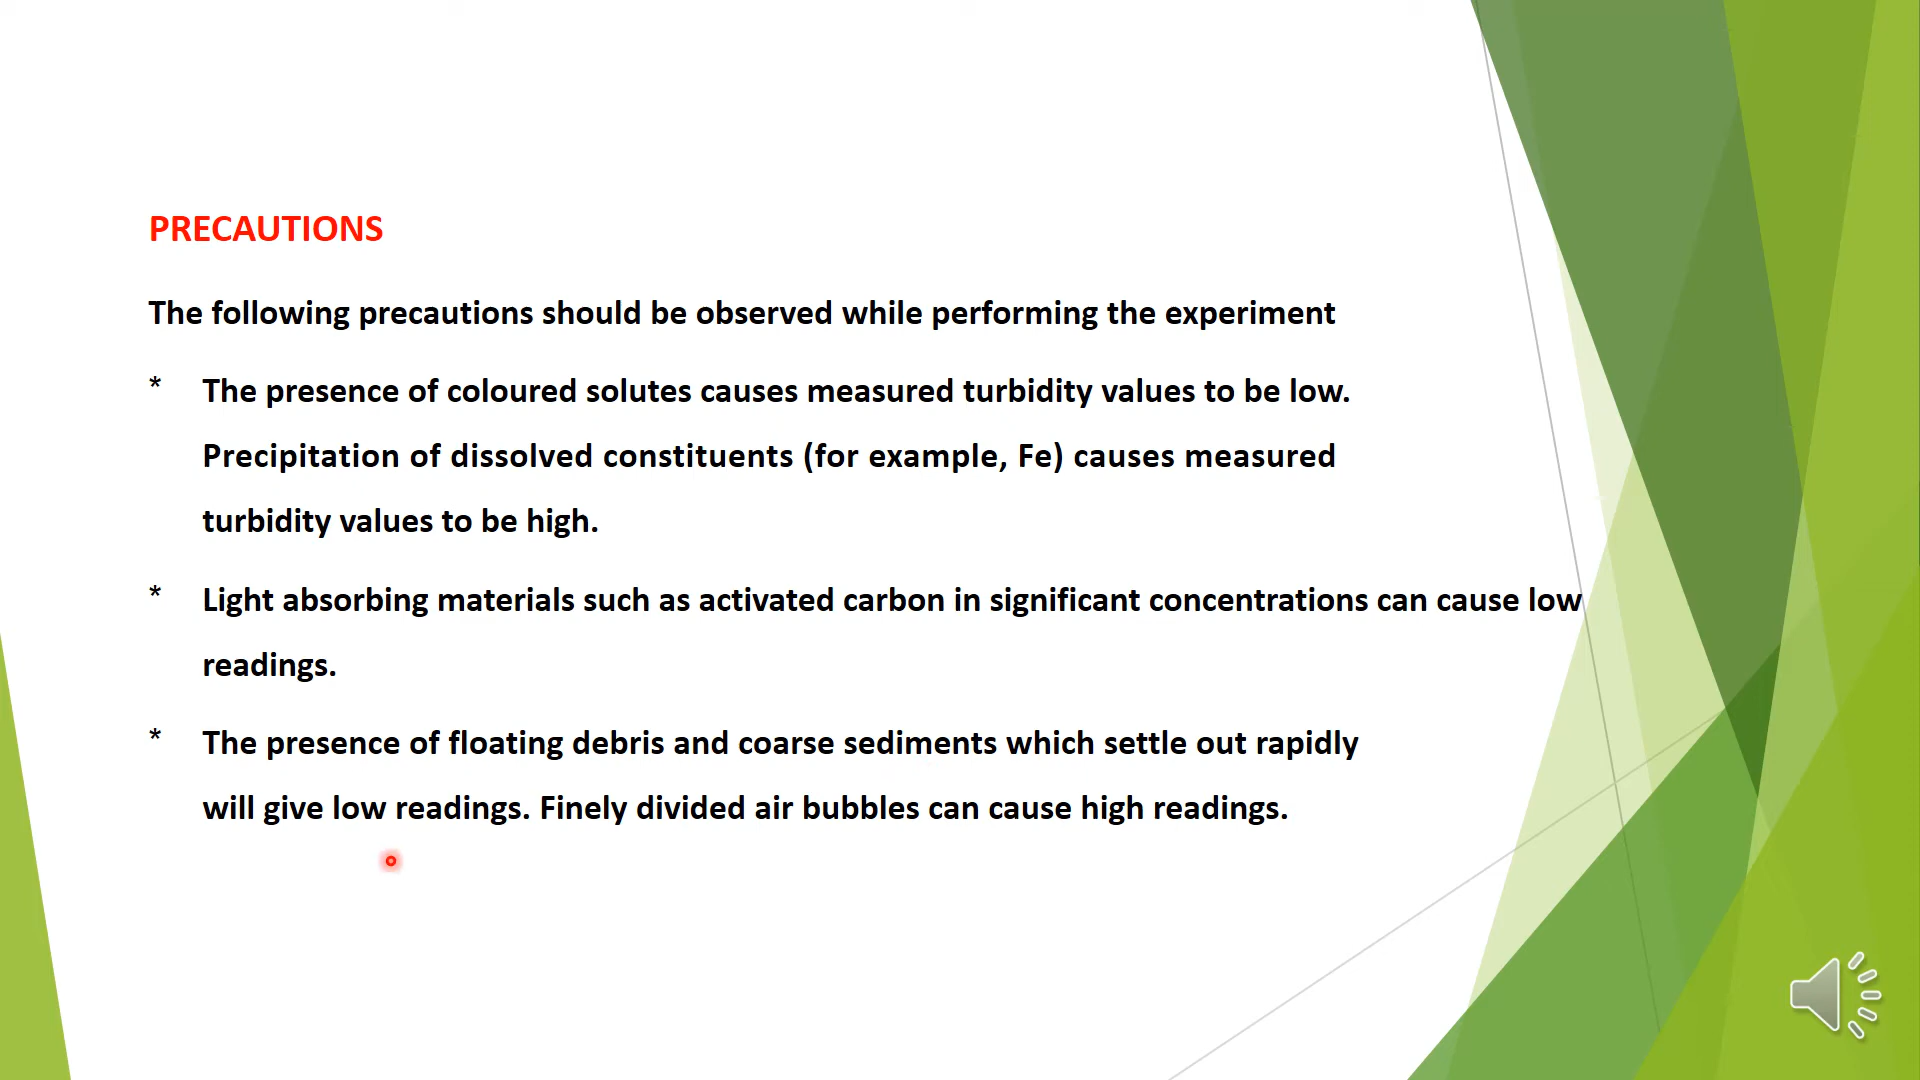 PRECAUTIONS
The following precautions should be observed while performing the experiment
* The presence of coloured solutes causes measured turbidity values to be low.
Precipitation of dissolved constituents (for example, Fe) causes measured
turbidity values to be high.
* Light absorbing materials such as activated carbon in significant concentrations can cause low
readings.
* The presence of floating debris and coarse sediments which settle out rapidly
will give low readings. Finely divided air bubbles can cause high readings.